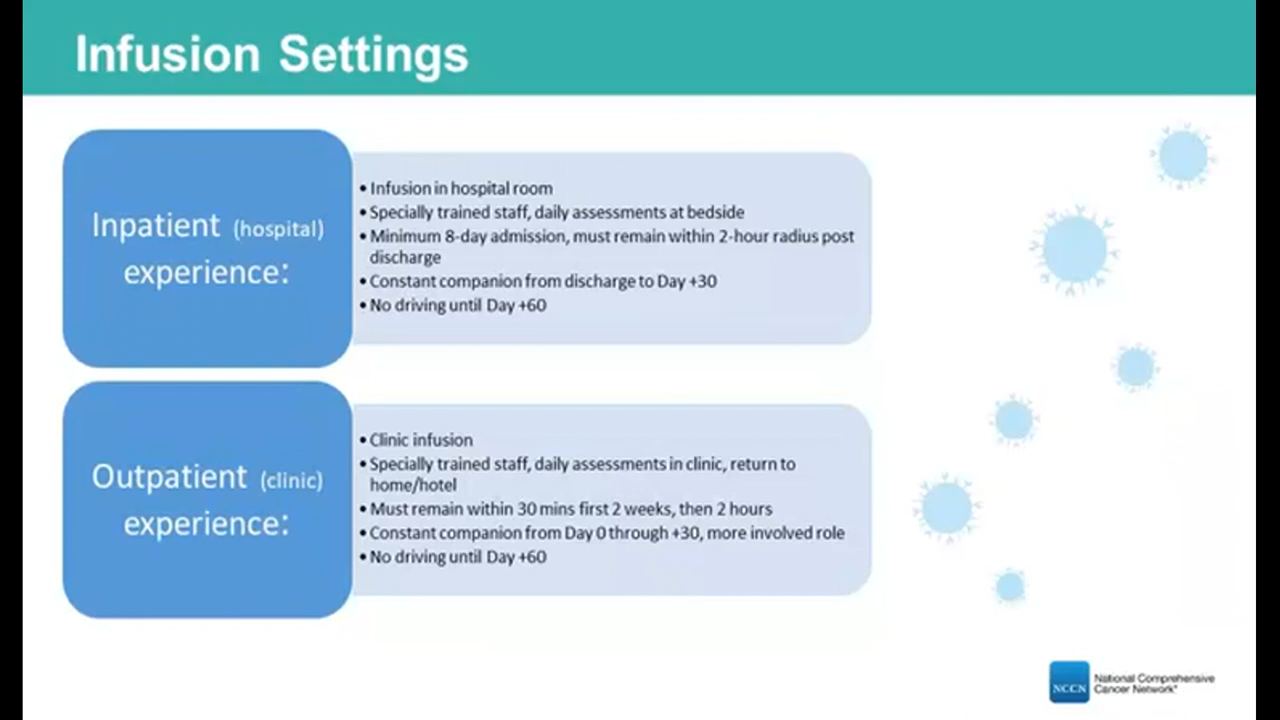 Infusion Settings
Inpatient (hospital)
experience:
• Infusion in hospital room
• Specially trained staff, daily assessments at bedside
• Minimum 8-day admission, must remain within 2-hour radius post
discharge
• Constant companion from discharge to Day +30
• No driving until Day +60
Outpatient (clinic)
experience:
• Clinic infusion
• Specially trained staff, daily assessments in clinic, return to
home/hotel
• Must remain within 30 mins first 2 weeks, then 2 hours
• Constant companion from Day 0 through +30, more involved role
• No driving until Day +60
NCCN
National Comprehensive
Cancer Network®